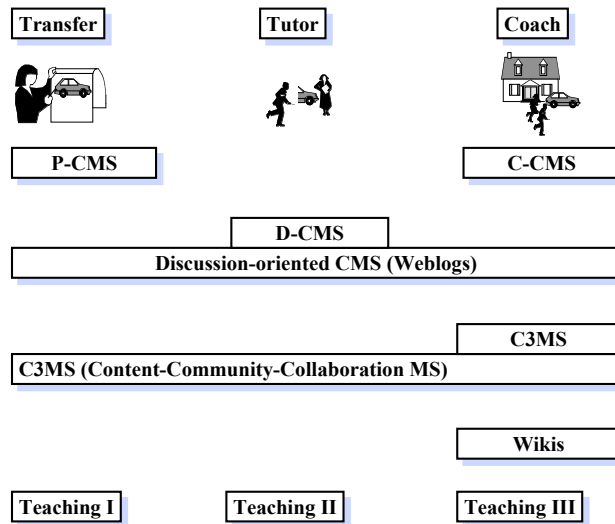 Transfer
Tutor
Coach
P-CMS
C-CMS
D-CMS
Discussion-oriented CMS (Weblogs)
C3MS
C3MS (Content-Community-Collaboration MS)
Wikis
Teaching I
Teaching II
Teaching III